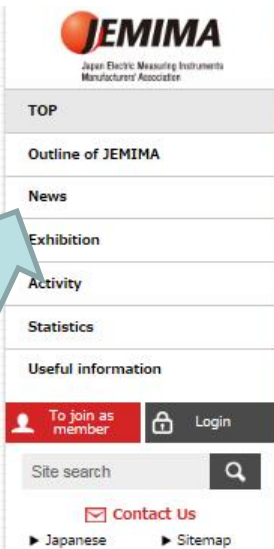 JEMIMA
Japan Electric Measuring Instruments
Manufacturers' Association
TOP
Outline of JEMIMA
News
Exhibition
Activity
Statistics
Useful information
To join as
member
Login
Site search
Contact Us
Japanese
Sitemap